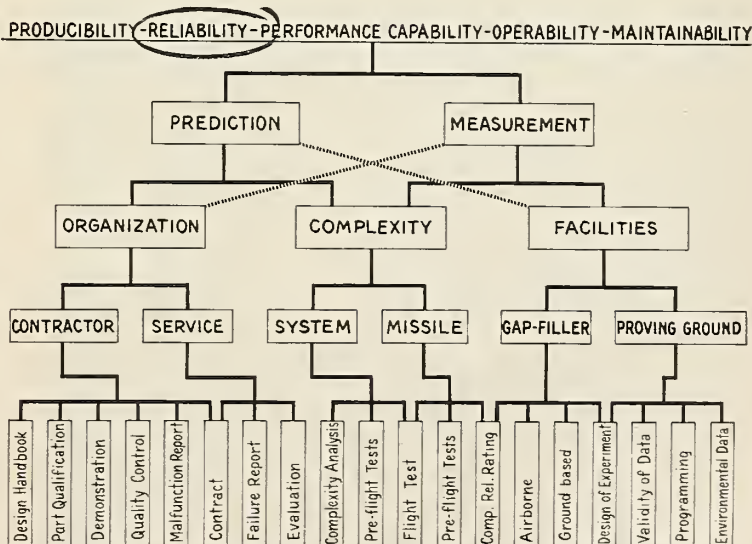 PRODUCIBILITY-RELIABILITY-PERFORMANCE CAPABILITY-OPERABILITY-MAINTAINABILITY
PREDICTION
MEASUREMENT
ORGANIZATION
COMPLEXITY
FACILITIES
CONTRACTOR
SERVICE
SYSTEM
MISSILE
GAP-FILLER
PROVING GROUND
Design Handbook
Part Qualification
Demonstration
Quality Control
Malfunction Report
Contract
Failure Report
Evaluation
Complexity Analysis
Pre-flight Tests
Flight Test
Pre-flight Tests
Comp. Rel. Rating
Airborne
Ground based
Design of Experiment
Validity of Data
Programming
Environmental Data